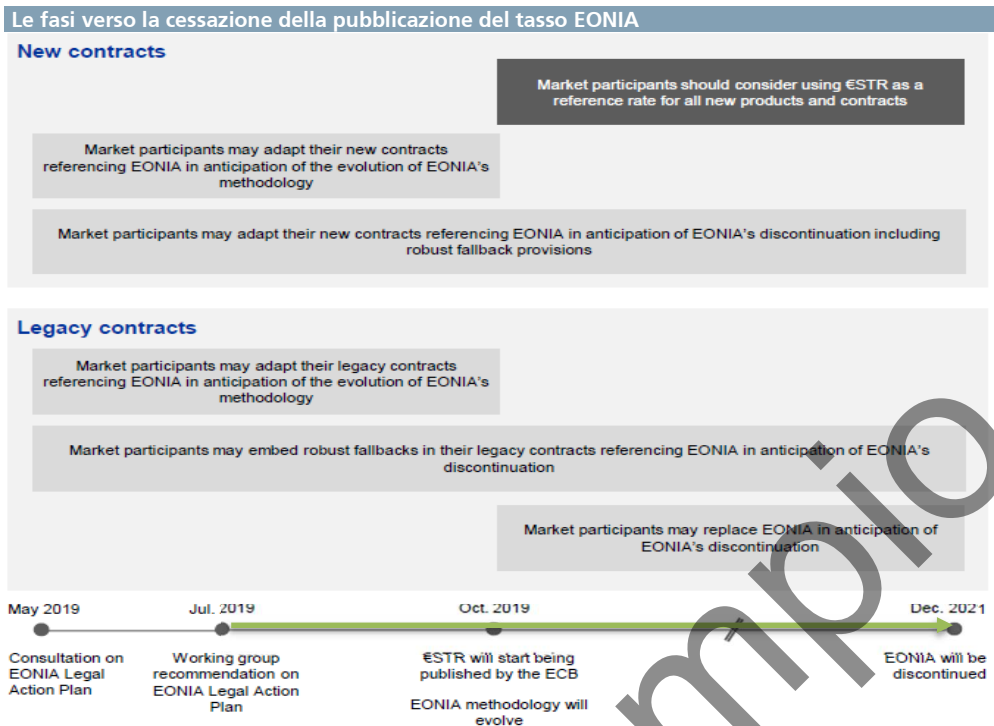 Le fasi verso la cessazione della pubblicazione del tasso EONIA
New contracts
Market participants should consider using €STR as a
reference rate for all new products and contracts
Market participants may adapt their new contracts
referencing EONIA in anticipation of the evolution of EONIA's
methodology
Market participants may adapt their new contracts referencing EONIA in anticipation of EONIA's discontinuation including
robust fallback provisions
Legacy contracts
Market participants may adapt their legacy contracts
referencing EONIA in anticipation of the evolution of EONIA's
methodology
Market participants may embed robust fallbacks in their legacy contracts referencing EONIA in anticipation of EONIA's
discontinuation
Market participants may replace EONIA in anticipation of
EONIA's discontinuation
May 2019
Jul. 2019
Oct. 2019
Dec. 2021
Consultation on
EONIA Legal
Action Plan
Working group
recommendation on
EONIA Legal Action
Plan
€STR will start being
published by the ECB
EONIA methodology will
evolve
EONIA will be
discontinued
mpio